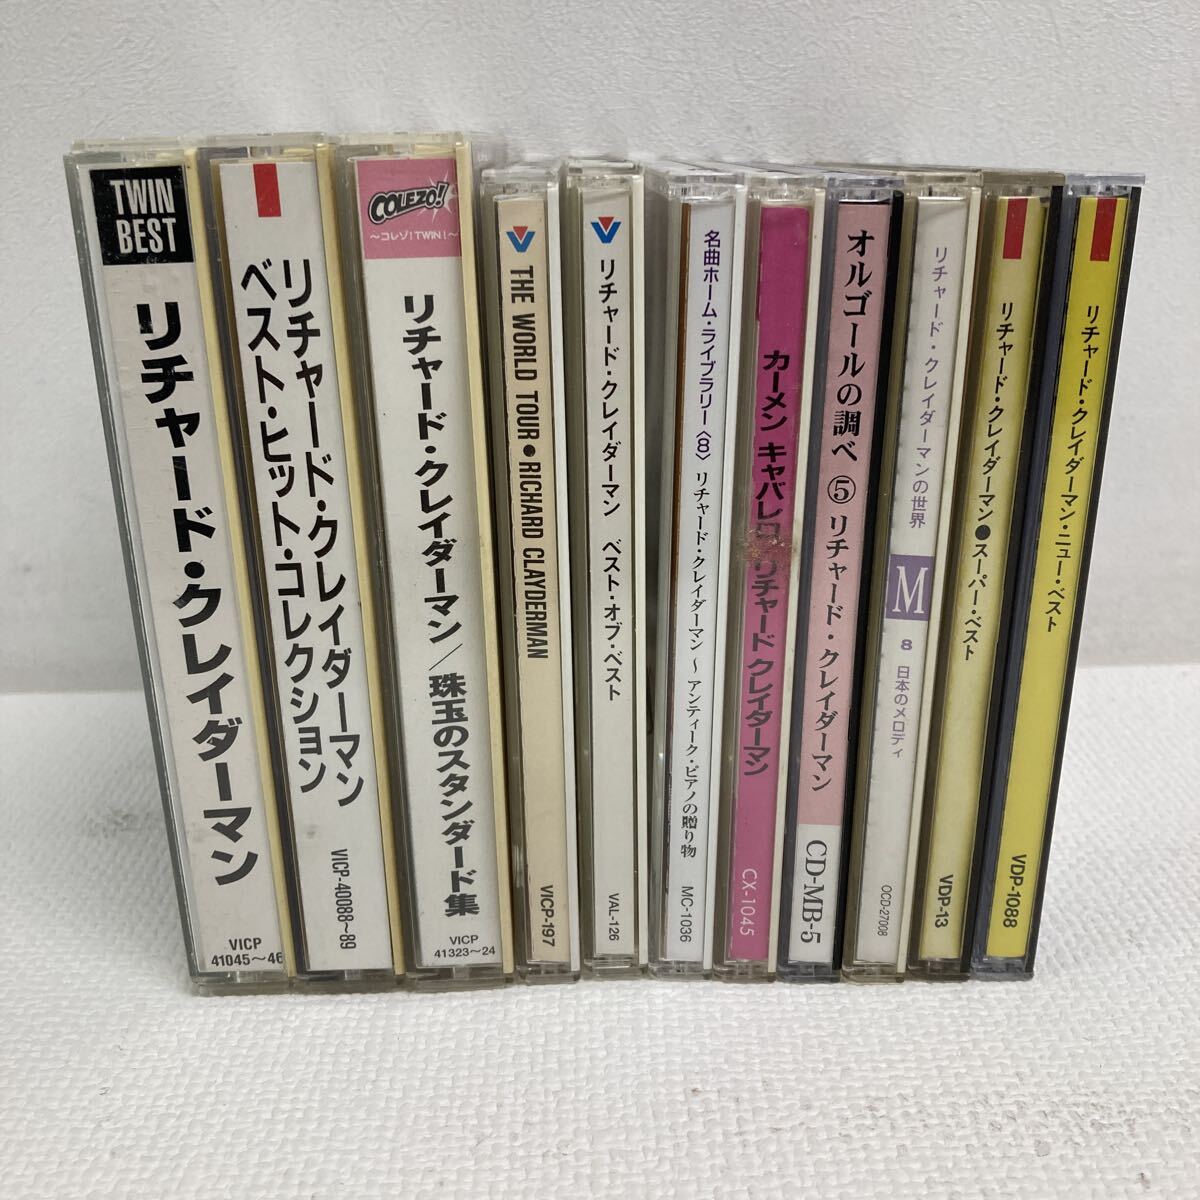 TWIN
BEST
リチャード・クレイダーマン
VICP
41045～46
リチャード・クレイダーマン
ベスト・ヒット・コレクション
VICP-40088～89
COLEZO!
～コレゾ！TWIN！～
リチャード・クレイダーマン／珠玉のスタンダード集
VICP
41323～24
THE WORLD TOUR●RICHARD CLAYDERMAN
VICP-197
リチャード・クレイダーマン ベスト・オブ・ベスト
VAL-126
名曲ホーム・ライブラリー〈8〉 リチャード・クレイダーマン ～ アンティーク・ピアノの贈り物
MC-1036
カーメン キャバレロ リチャード クレイダーマン
CX-1045
オルゴールの調べ ⑤ リチャード・クレイダーマン
CD-MB-5
リチャード・クレイダーマンの世界
M
8 日本のメロディ
OCD-27008
リチャード・クレイダーマン●スーパー・ベスト
VDP-13
リチャード・クレイダーマン・ニュー・ベスト
VDP-1088